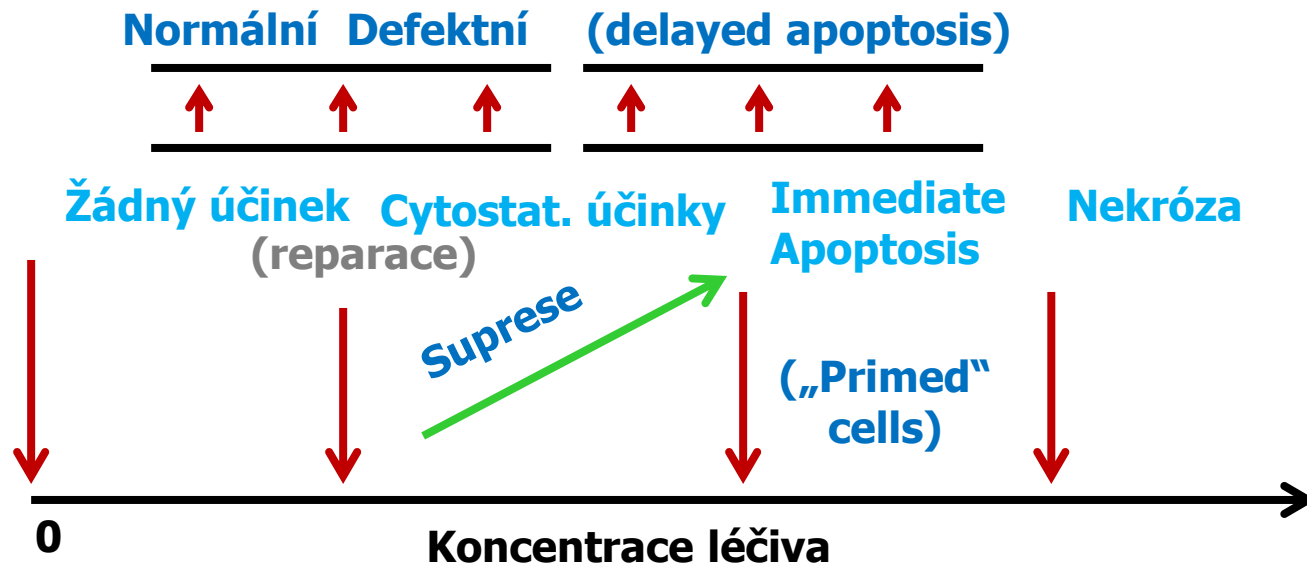 Normální Defektní (delayed apoptosis)
Žádný účinek
(reparace)
Cytostat. účinky
Immediate
Apoptosis
Nekróza
Suprese
(„Primed“
cells)
0
Koncentrace léčiva